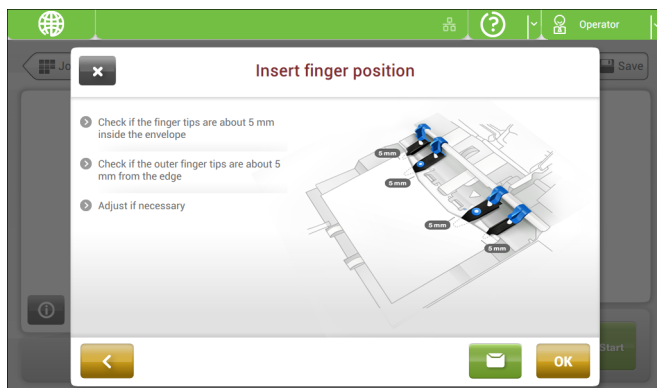 Operator
Jo
Save
Insert finger position
Check if the finger tips are about 5 mm
inside the envelope
Check if the outer finger tips are about 5
mm from the edge
Adjust if necessary
5 mm
5 mm
5 mm
5 mm
Start
OK